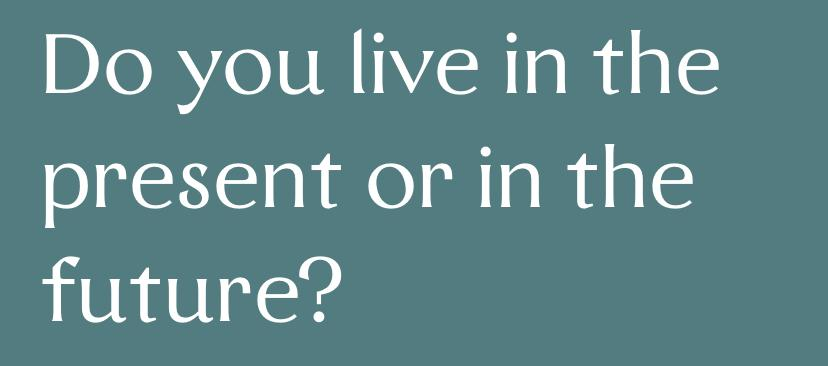 Do you live in the
present or in the
future?